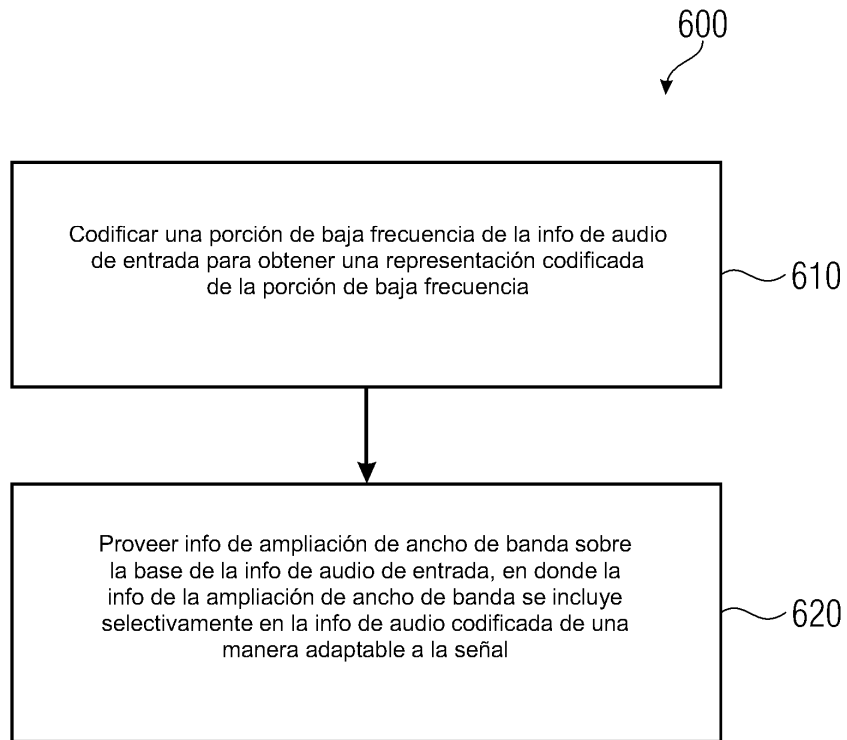 600
Codificar una porción de baja frecuencia de la info de audio
de entrada para obtener una representación codificada
de la porción de baja frecuencia
610
Proveer info de ampliación de ancho de banda sobre
la base de la info de audio de entrada, en donde la
info de la ampliación de ancho de banda se incluye
selectivamente en la info de audio codificada de una
manera adaptable a la señal
620